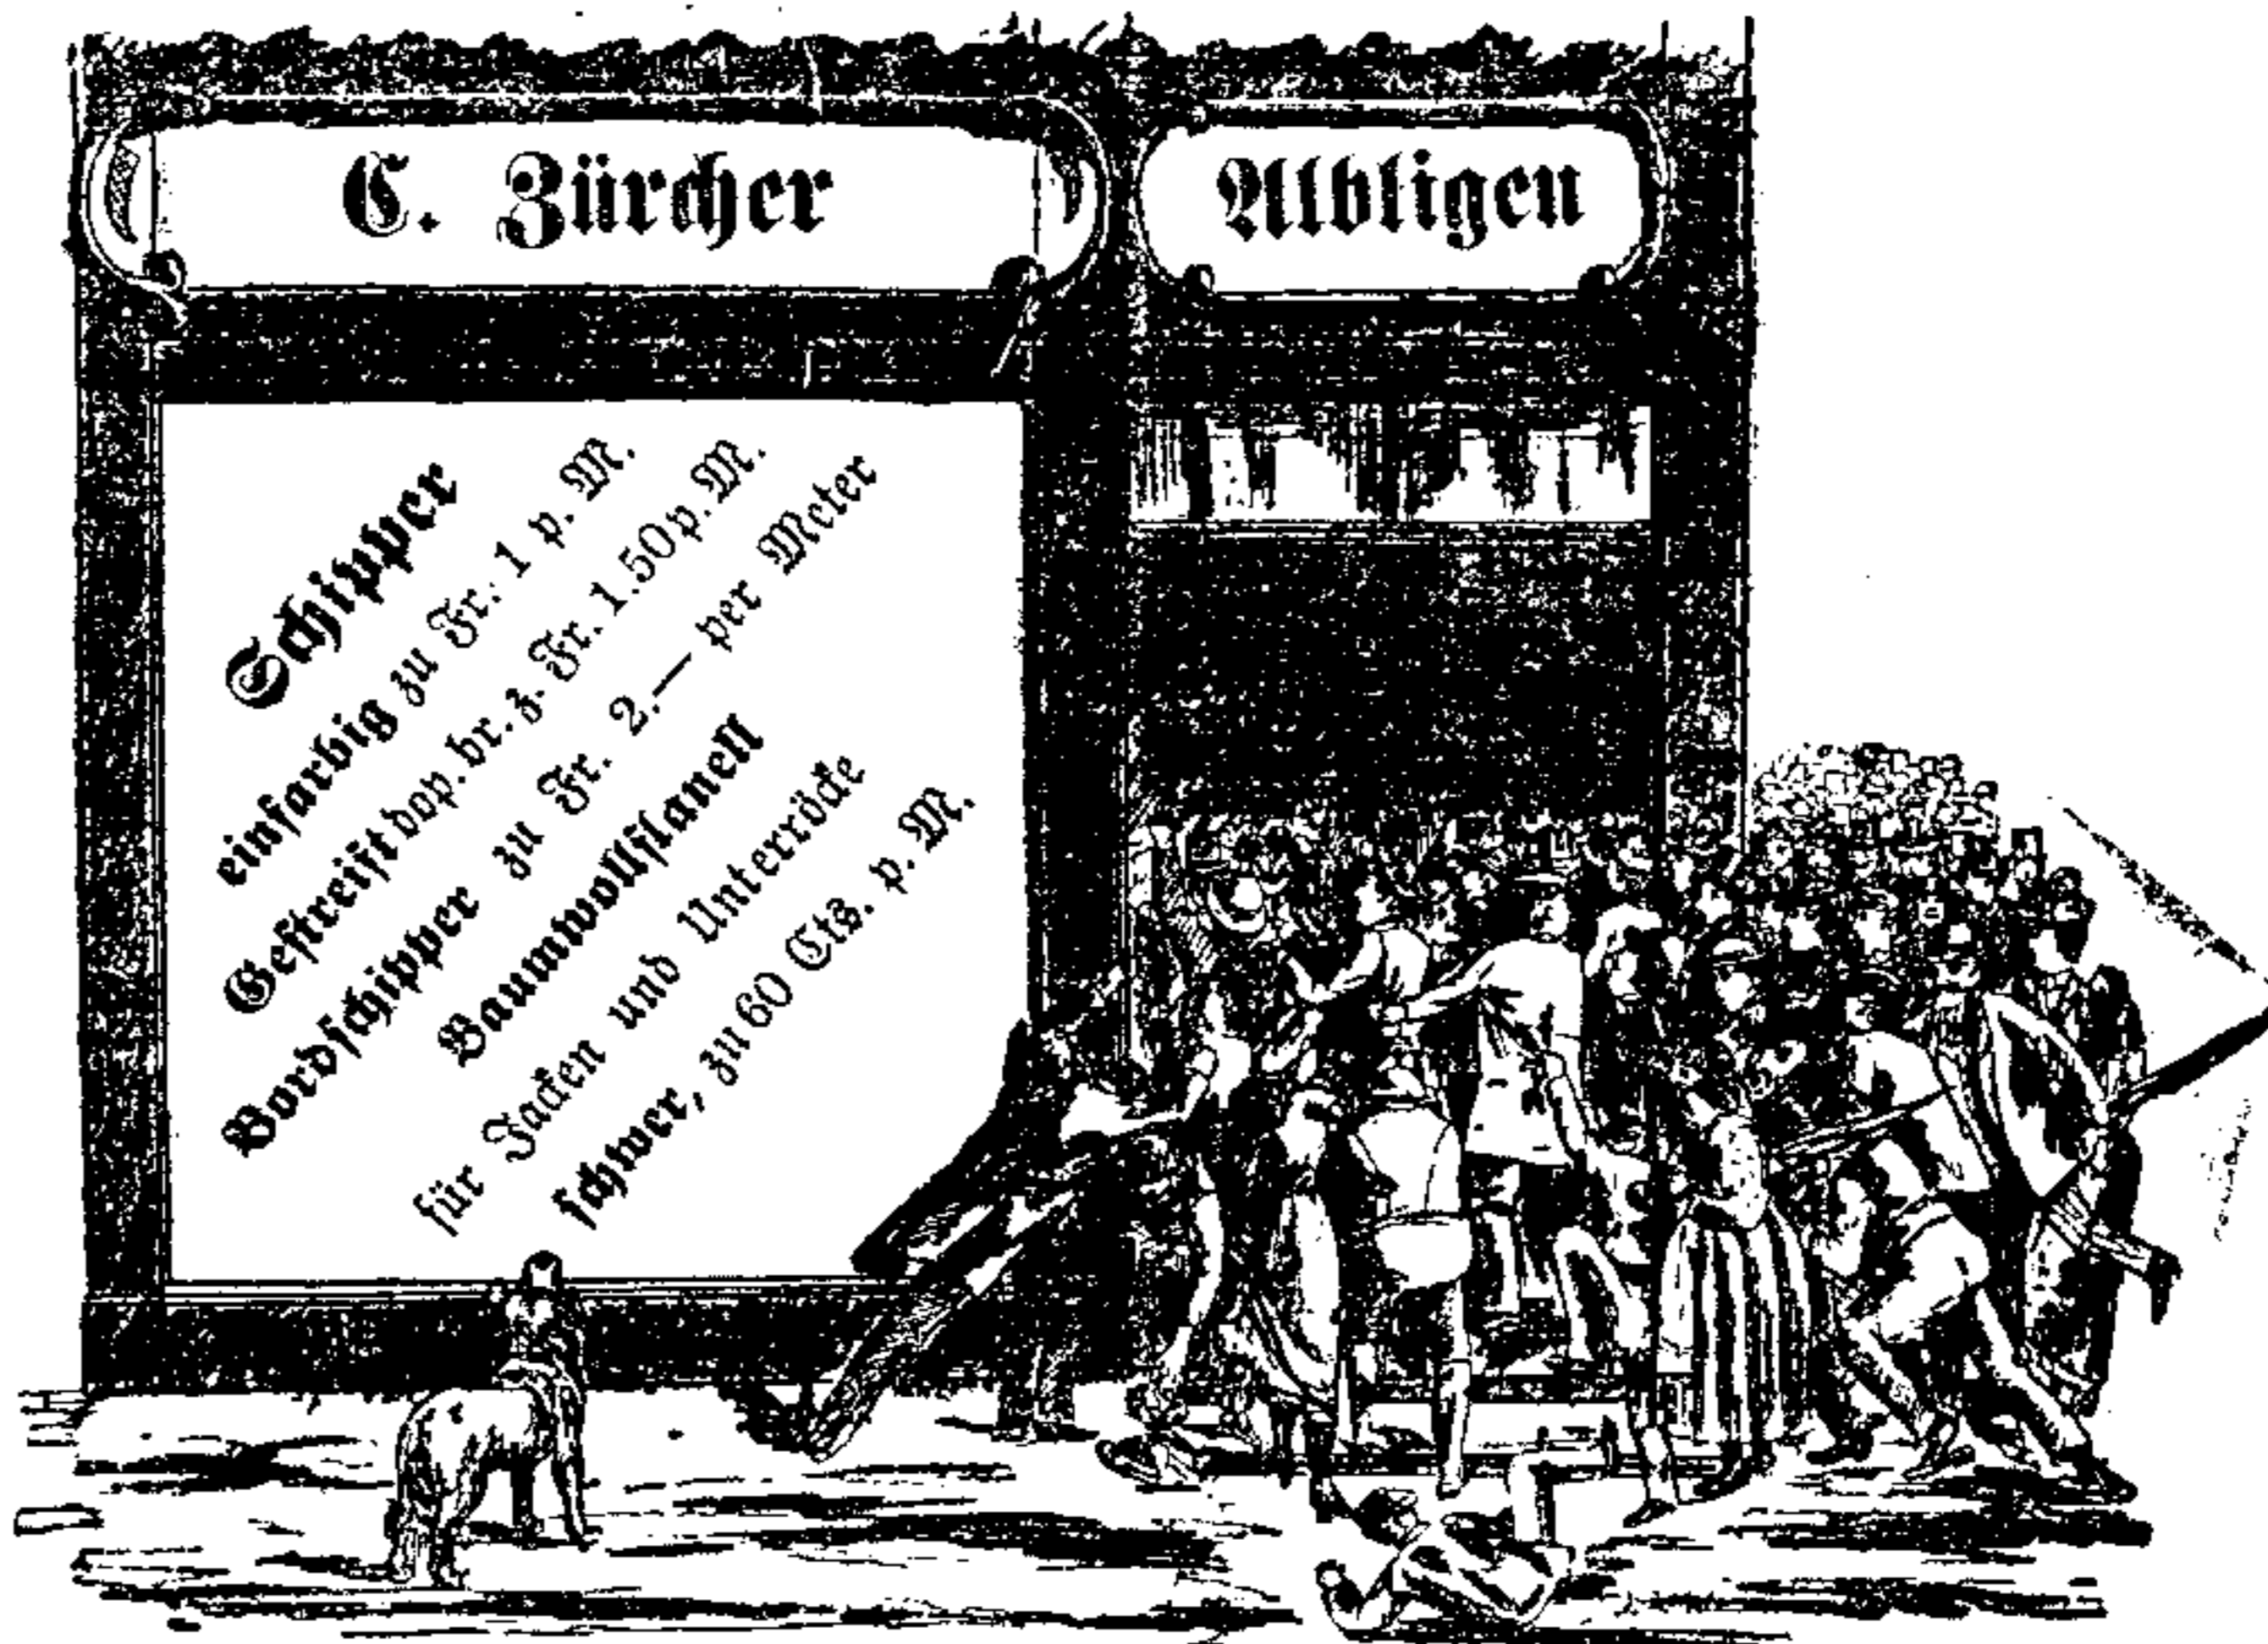 C. Zürcher
Albligen
Schipper
einfarbig zu Fr. 1 p. M.
Gestreift dop. br. z. Fr. 1.50 p. M.
Bordschipper zu Fr. 2.— per Meter
Baumwollflanell
für Jacken und Unterröcke
schwer, zu 60 Cts. p. M.